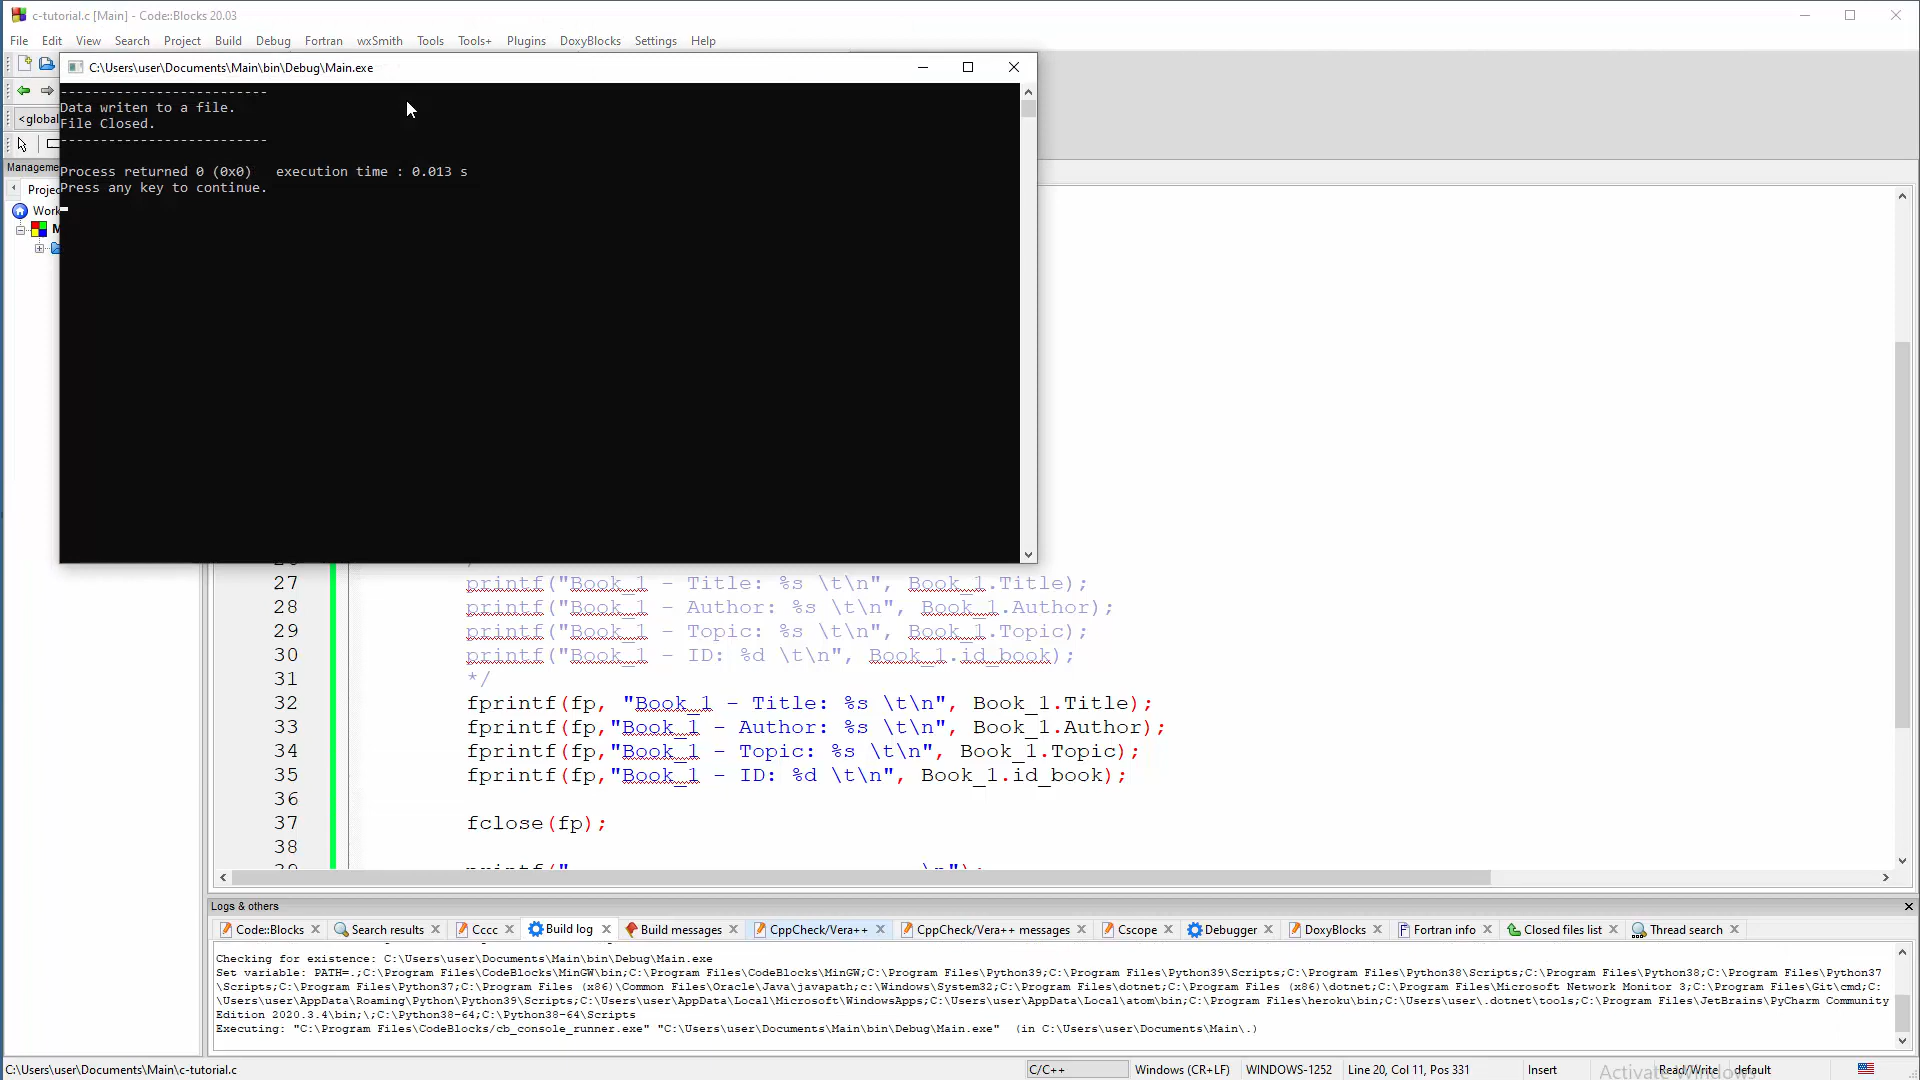 c-tutorial.c [Main] - Code::Blocks 20.03
File Edit View Search Project Build Debug Fortran wxSmith Tools Tools+ Plugins DoxyBlocks Settings Help
C:\Users\user\Documents\Main\bin\Debug\Main.exe
<global
--------------------------
Data writen to a file.
File Closed.
--------------------------
Process returned 0 (0x0)   execution time : 0.013 s
Press any key to continue.
27 printf("Book_1 - Title: %s \t\n", Book_1.Title);
28 printf("Book_1 - Author: %s \t\n", Book_1.Author);
29 printf("Book_1 - Topic: %s \t\n", Book_1.Topic);
30 printf("Book_1 - ID: %d \t\n", Book_1.id_book);
31 */
32 fprintf(fp, "Book_1 - Title: %s \t\n", Book_1.Title);
33 fprintf(fp,"Book_1 - Author: %s \t\n", Book_1.Author);
34 fprintf(fp,"Book_1 - Topic: %s \t\n", Book_1.Topic);
35 fprintf(fp,"Book_1 - ID: %d \t\n", Book_1.id_book);
36
37 fclose(fp);
38
Logs & others
Code::Blocks Search results Cccc Build log Build messages CppCheck/Vera++ CppCheck/Vera++ messages Cscope Debugger DoxyBlocks Fortran info Closed files list Thread search
Checking for existence: C:\Users\user\Documents\Main\bin\Debug\Main.exe
Set variable: PATH=.;C:\Program Files\CodeBlocks\MinGW\bin;C:\Program Files\CodeBlocks\MinGW;C:\Program Files\Python39;C:\Program Files\Python39\Scripts;C:\Program Files\Python38\Scripts;C:\Program Files\Python38;C:\Program Files\Python37
\Scripts;C:\Program Files\Python37;C:\Program Files (x86)\Common Files\Oracle\Java\javapath;c:\Windows\System32;C:\Program Files\dotnet;C:\Program Files (x86)\dotnet;C:\Program Files\Microsoft Network Monitor 3;C:\Program Files\Git\cmd;C:
\Users\user\AppData\Roaming\Python\Python39\Scripts;C:\Users\user\AppData\Local\Microsoft\WindowsApps;C:\Users\user\AppData\Local\atom\bin;C:\Program Files\heroku\bin;C:\Users\user\.dotnet\tools;C:\Program Files\JetBrains\PyCharm Community
Edition 2020.3.4\bin;\;C:\Python38-64;C:\Python38-64\Scripts
Executing: "C:\Program Files\CodeBlocks/cb_console_runner.exe" "C:\Users\user\Documents\Main\bin\Debug\Main.exe"  (in C:\Users\user\Documents\Main\.)
C:\Users\user\Documents\Main\c-tutorial.c C/C++ Windows (CR+LF) WINDOWS-1252 Line 20, Col 11, Pos 331 Insert Read/Write default
Activate Windows